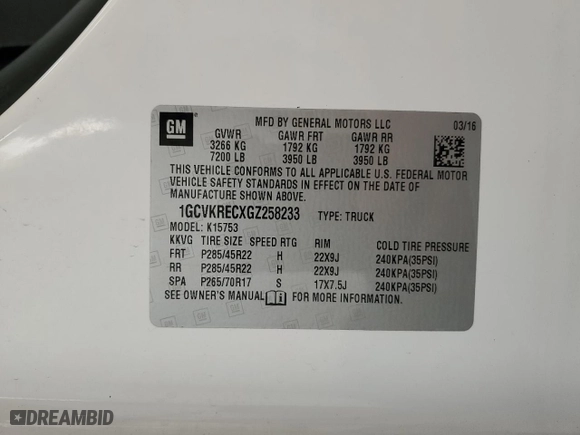 GM
MFD BY GENERAL MOTORS LLC 03/16
GVWR GAWR FRT GAWR RR
3266 KG 1792 KG 1792 KG
7200 LB 3950 LB 3950 LB
THIS VEHICLE CONFORMS TO ALL APPLICABLE U.S. FEDERAL MOTOR
VEHICLE SAFETY STANDARDS IN EFFECT ON THE DATE OF
MANUFACTURE SHOWN ABOVE.
1GCVKRECXGZ258233 TYPE: TRUCK
MODEL: K15753
KKVG TIRE SIZE SPEED RTG RIM COLD TIRE PRESSURE
FRT P285/45R22 H 22X9J 240KPA(35PSI)
RR P285/45R22 H 22X9J 240KPA(35PSI)
SPA P265/70R17 S 17X7.5J 240KPA(35PSI)
SEE OWNER'S MANUAL FOR MORE INFORMATION
DREAMBID